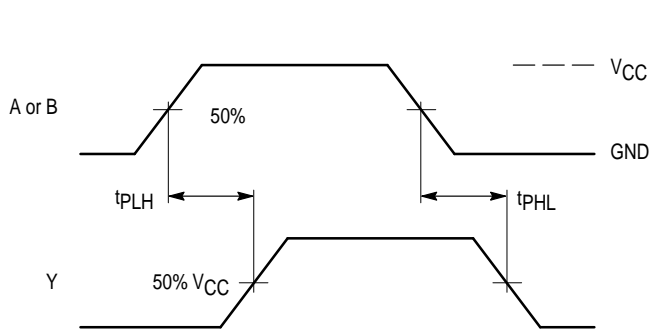 VCC
A or B
50%
GND
tPLH
tPHL
Y
50% VCC